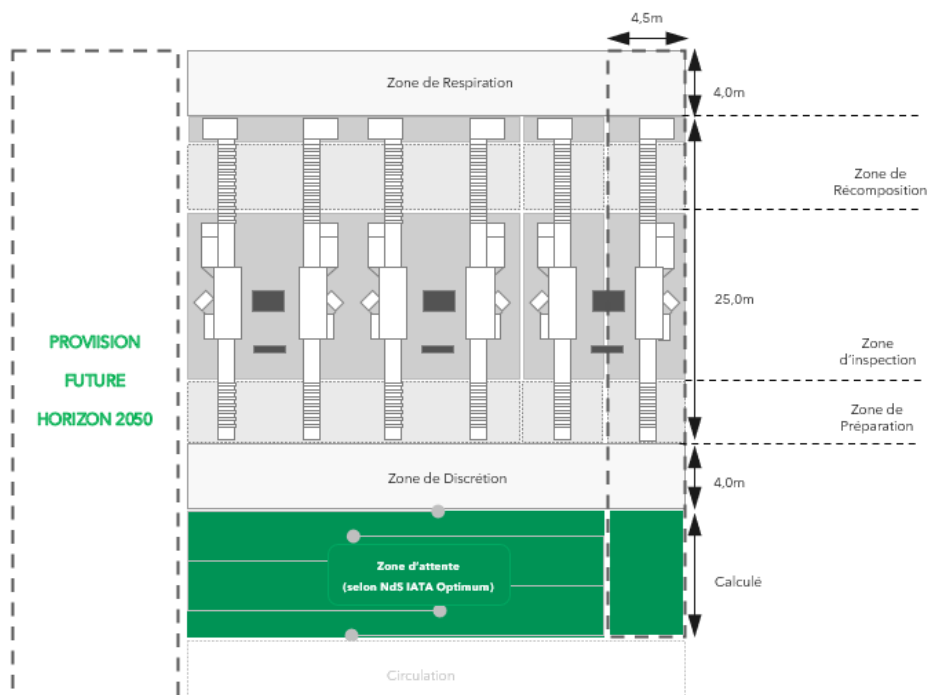 4,5m
Zone de Respiration
4,0m
Zone de
Récomposition
25,0m
PROVIISION
FUTURE
HORIZON 2050
Zone
d'inspection
Zone de
Préparation
Zone de Discrétion
4,0m
Zone d'attente
(selon NdS IATA Optimum)
Calculé
Circulation